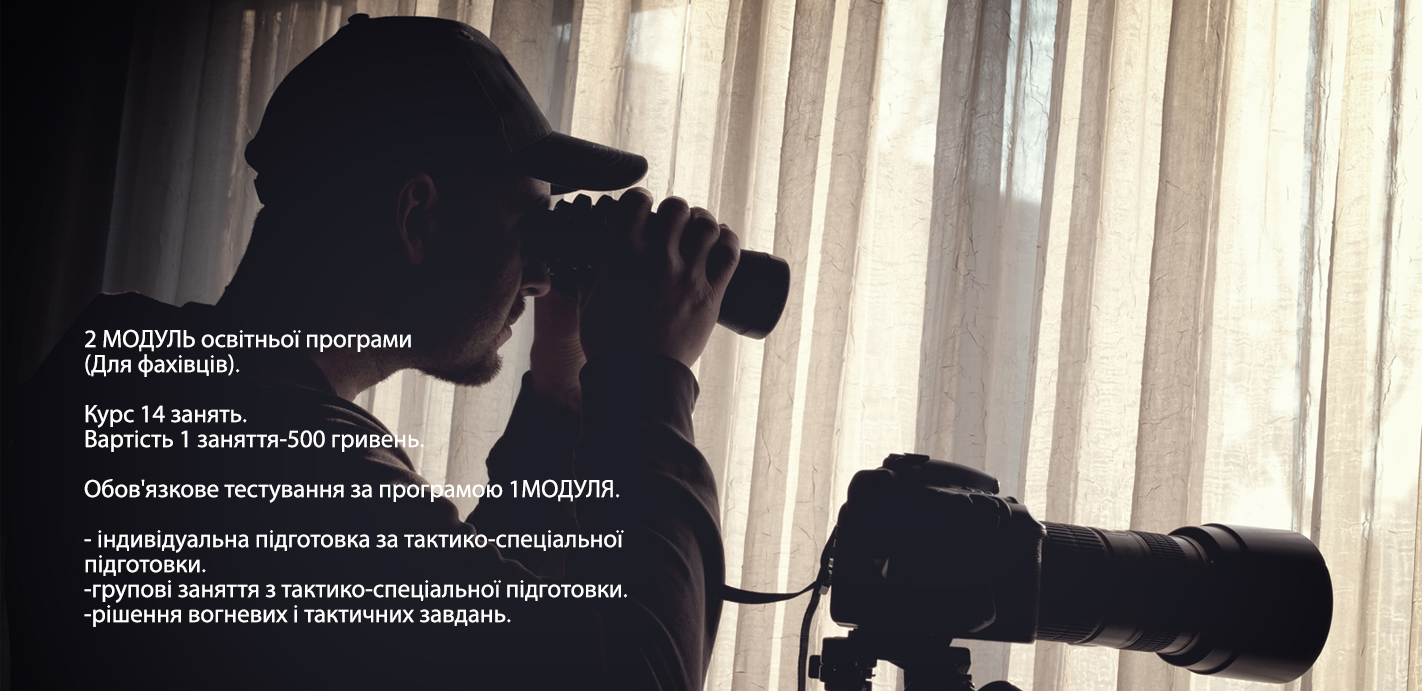 2 МОДУЛЬ освітньої програми
(Для фахівців).
Курс 14 занять.
Вартість 1 заняття-500 гривень.
Обов'язкове тестування за програмою 1МОДУЛЯ.
- індивідуальна підготовка за тактико-спеціальної
підготовки.
-групові заняття з тактико-спеціальної підготовки.
-рішення вогневих і тактичних завдань.